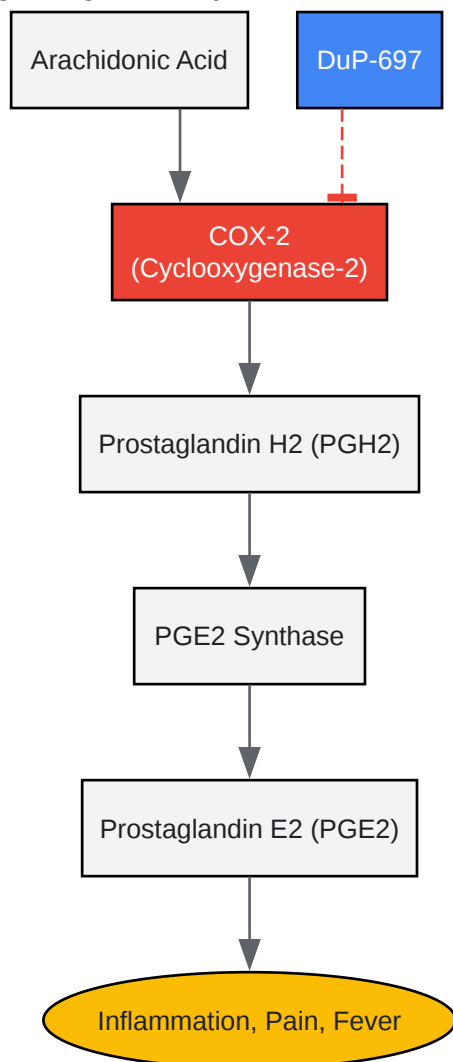 Arachidonic Acid
DuP-697
COX-2
(Cyclooxygenase-2)
Prostaglandin H2 (PGH2)
PGE2 Synthase
Prostaglandin E2 (PGE2)
Inflammation, Pain, Fever